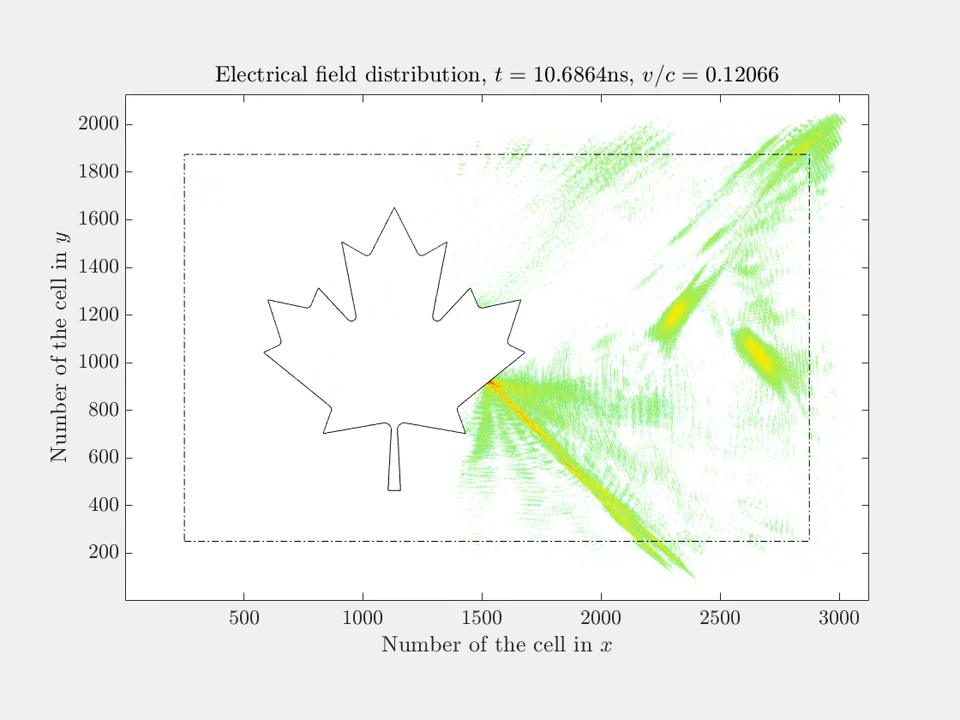 Electrical field distribution, t = 10.6864ns, v/c = 0.12066
2000
1800
1600
1400
1200
1000
800
600
400
200
Number of the cell in y
500 1000 1500 2000 2500 3000
Number of the cell in x